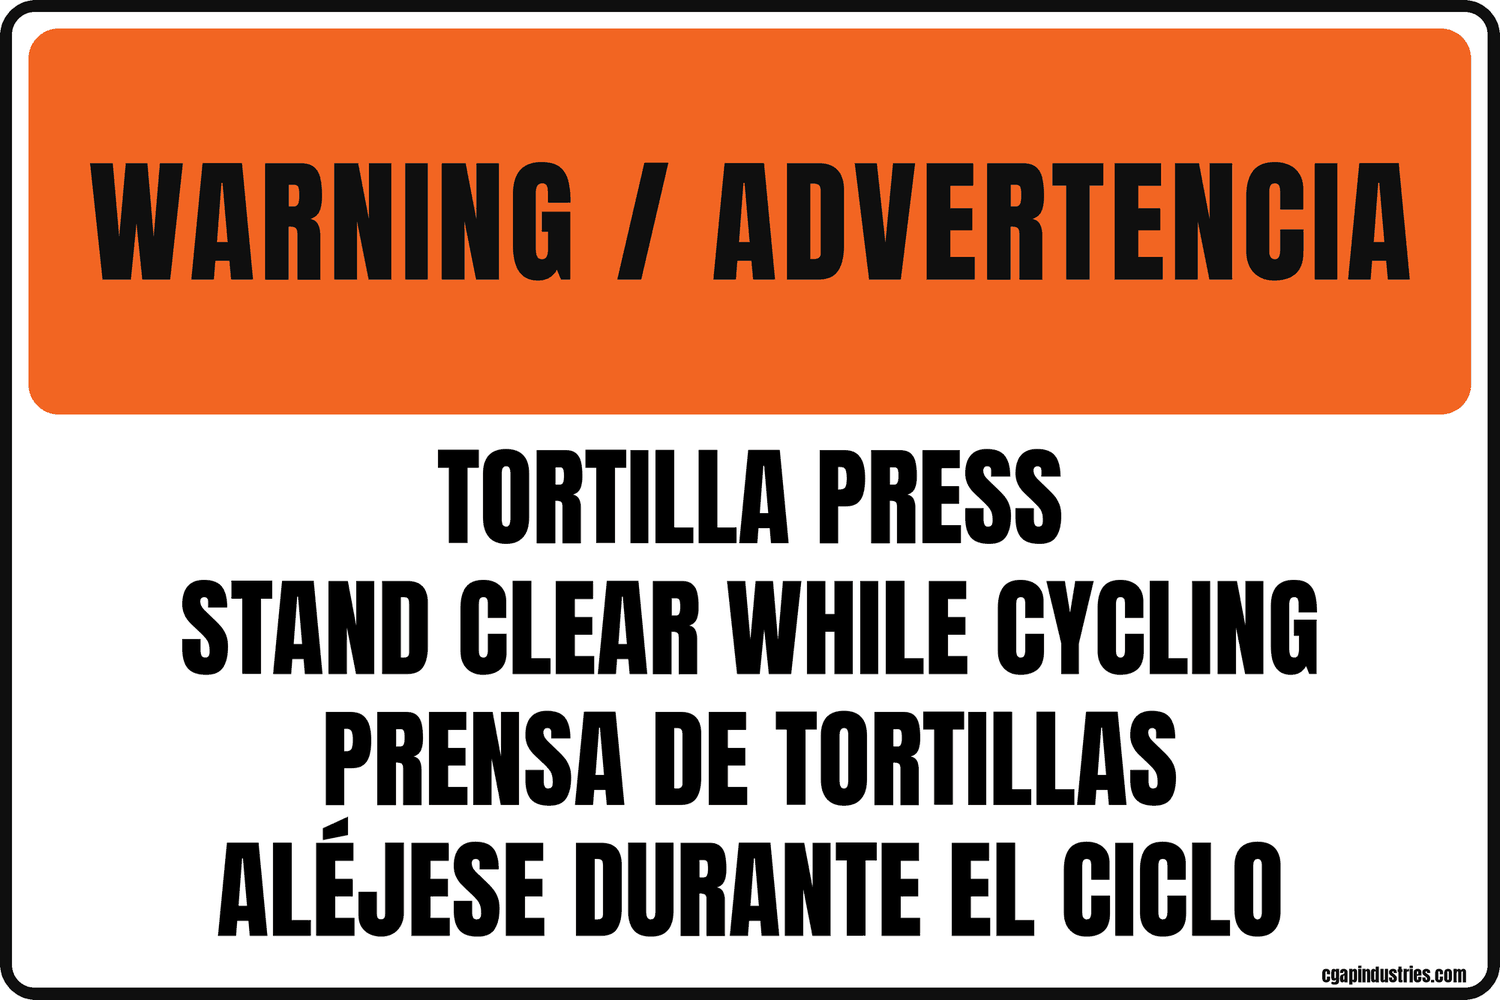 WARNING / ADVERTENCIA
TORTILLA PRESS
STAND CLEAR WHILE CYCLING
PRENSA DE TORTILLAS
ALÉJESE DURANTE EL CICLO
cgapindustries.com